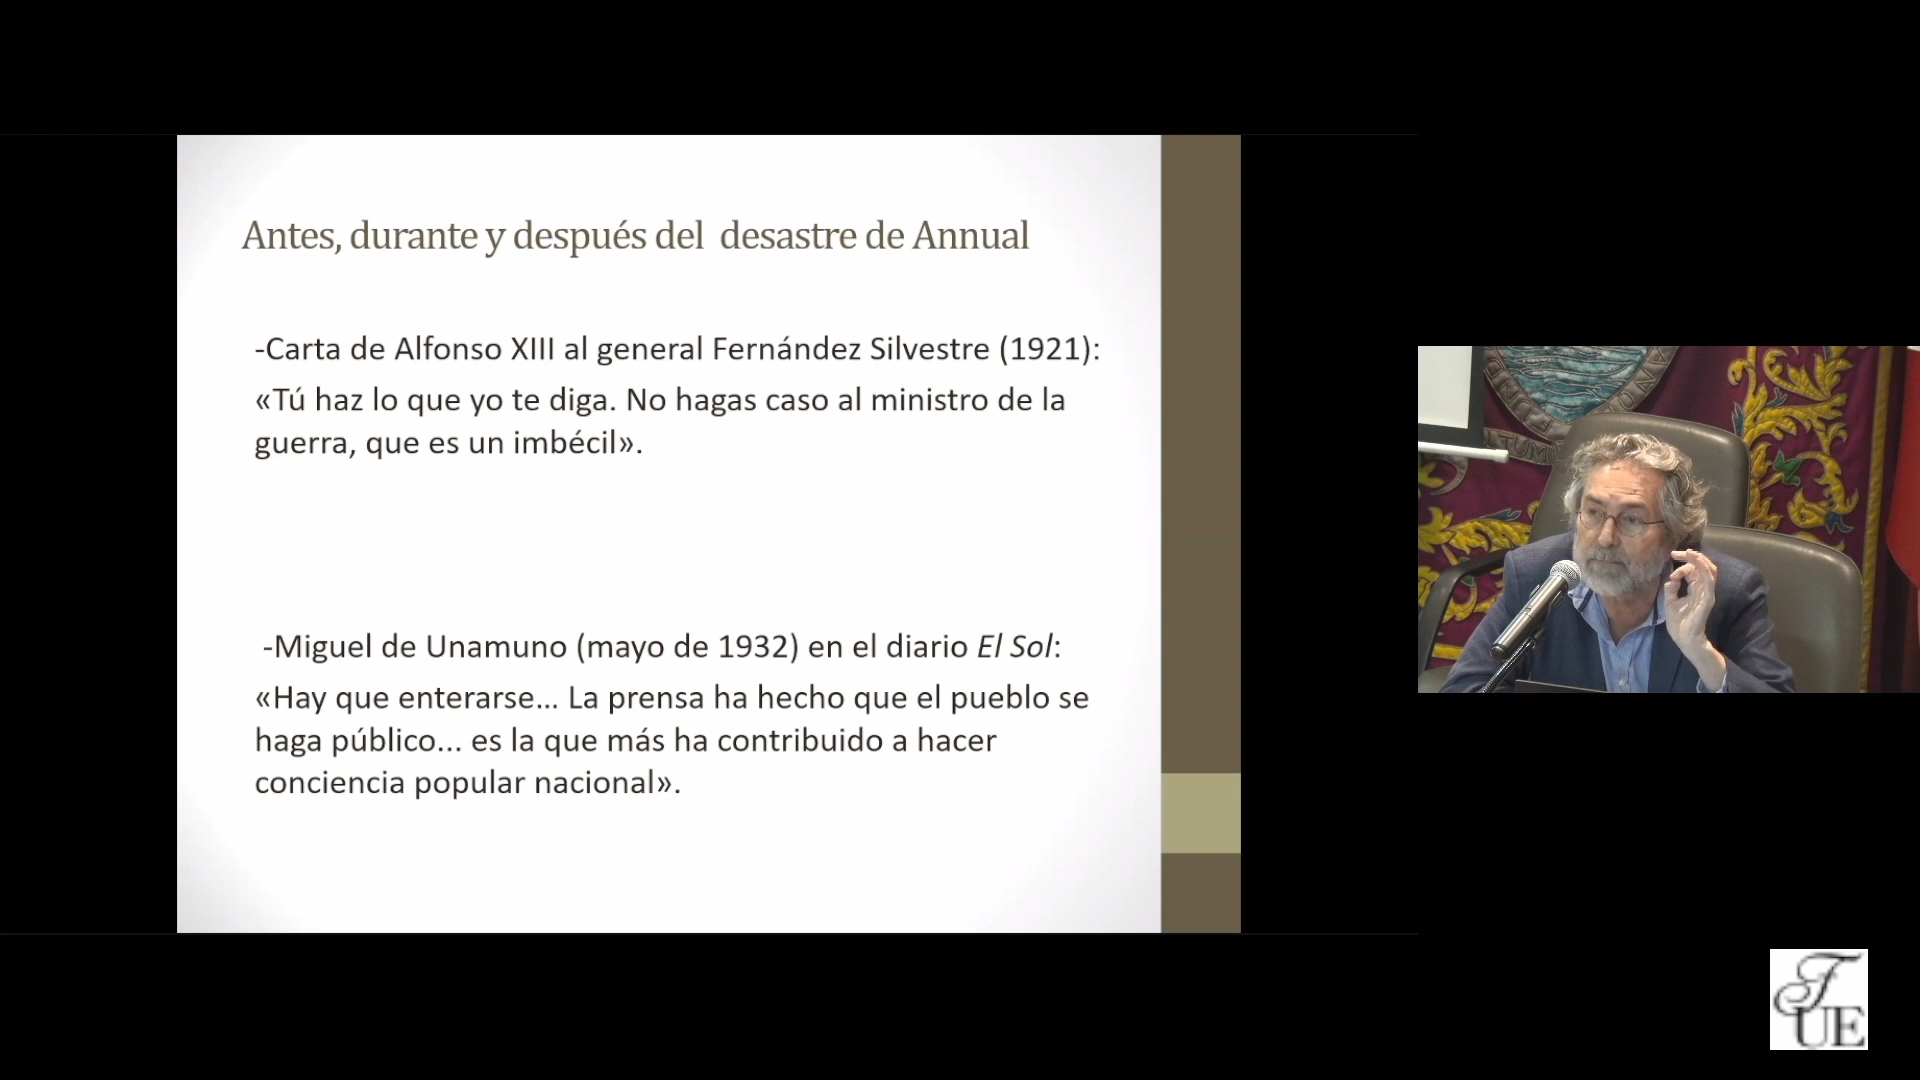 Antes, durante y después del desastre de Annual
-Carta de Alfonso XIII al general Fernández Silvestre (1921):
«Tú haz lo que yo te diga. No hagas caso al ministro de la
guerra, que es un imbécil».
-Miguel de Unamuno (mayo de 1932) en el diario El Sol:
«Hay que enterarse... La prensa ha hecho que el pueblo se
haga público... es la que más ha contribuido a hacer
conciencia popular nacional».
UE